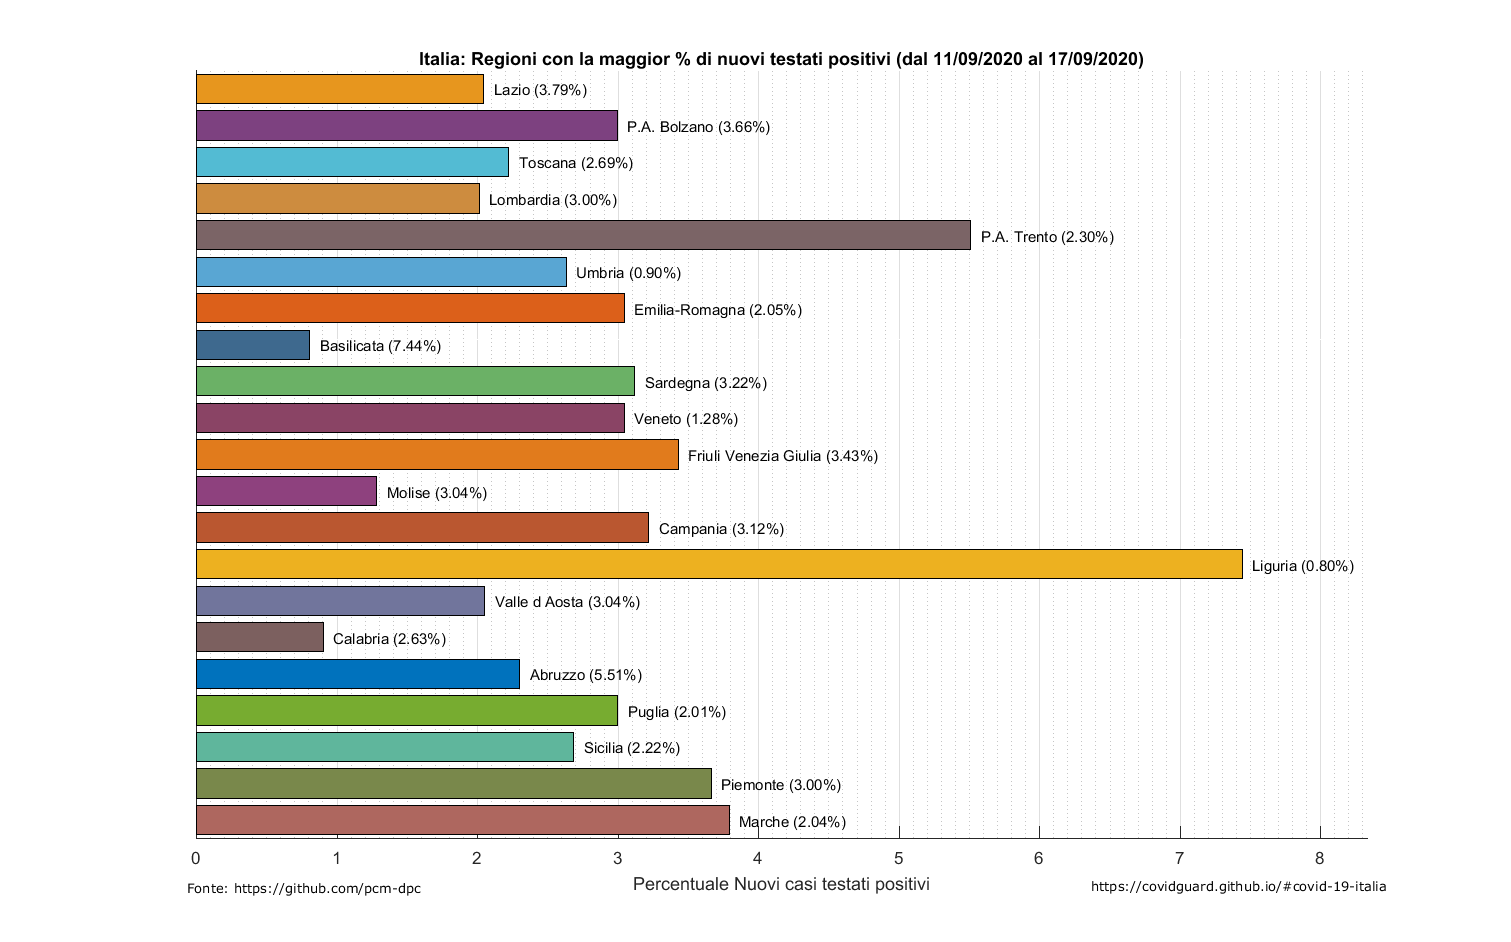 Italia: Regioni con la maggior % di nuovi testati positivi (dal 11/09/2020 al 17/09/2020)
Lazio (3.79%)
P.A. Bolzano (3.66%)
Toscana (2.69%)
Lombardia (3.00%)
P.A. Trento (2.30%)
Umbria (0.90%)
Emilia-Romagna (2.05%)
Basilicata (7.44%)
Sardegna (3.22%)
Veneto (1.28%)
Friuli Venezia Giulia (3.43%)
Molise (3.04%)
Campania (3.12%)
Liguria (0.80%)
Valle d Aosta (3.04%)
Calabria (2.63%)
Abruzzo (5.51%)
Puglia (2.01%)
Sicilia (2.22%)
Piemonte (3.00%)
Marche (2.04%)
0 1 2 3 4 5 6 7 8
Percentuale Nuovi casi testati positivi
Fonte: https://github.com/pcm-dpc
https://covidguard.github.io/#covid-19-italia